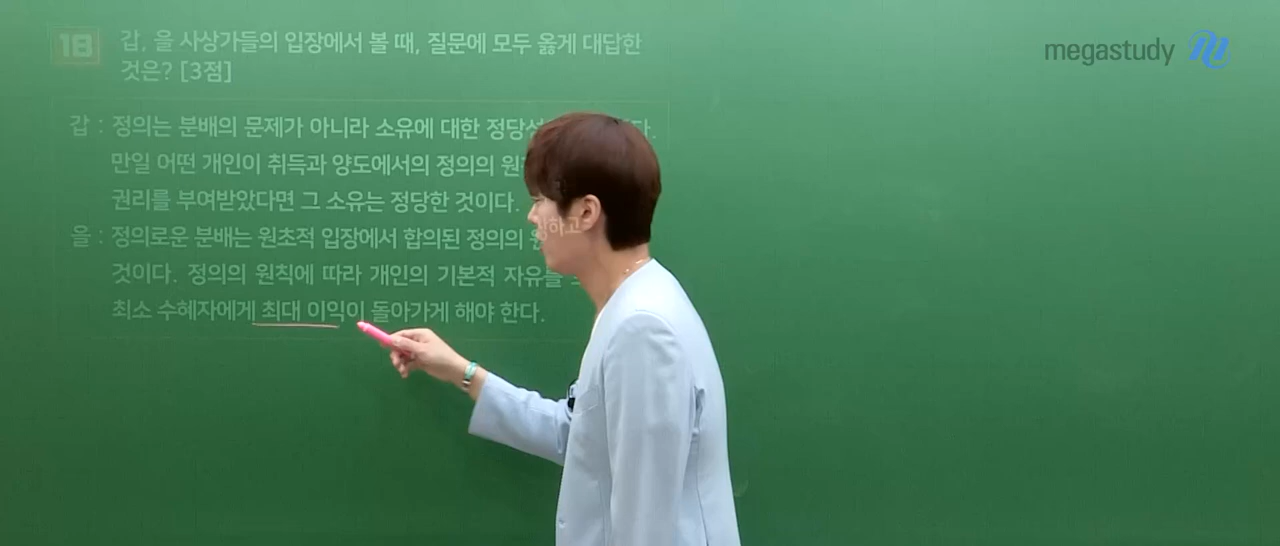 18 갑, 을 사상가들의 입장에서 볼 때, 질문에 모두 옳게 대답한
것은? [3점]
megastudy
갑 : 정의는 분배의 문제가 아니라 소유에 대한
만일 어떤 개인이 취득과 양도에서의 정의의
권리를 부여받았다면 그 소유는 정당한 것이다.
을 : 정의로운 분배는 원초적 입장에서 합의된 정의의
것이다. 정의의 원칙에 따라 개인의 기본적 자유를
최소 수혜자에게 최대 이익이 돌아가게 해야 한다.